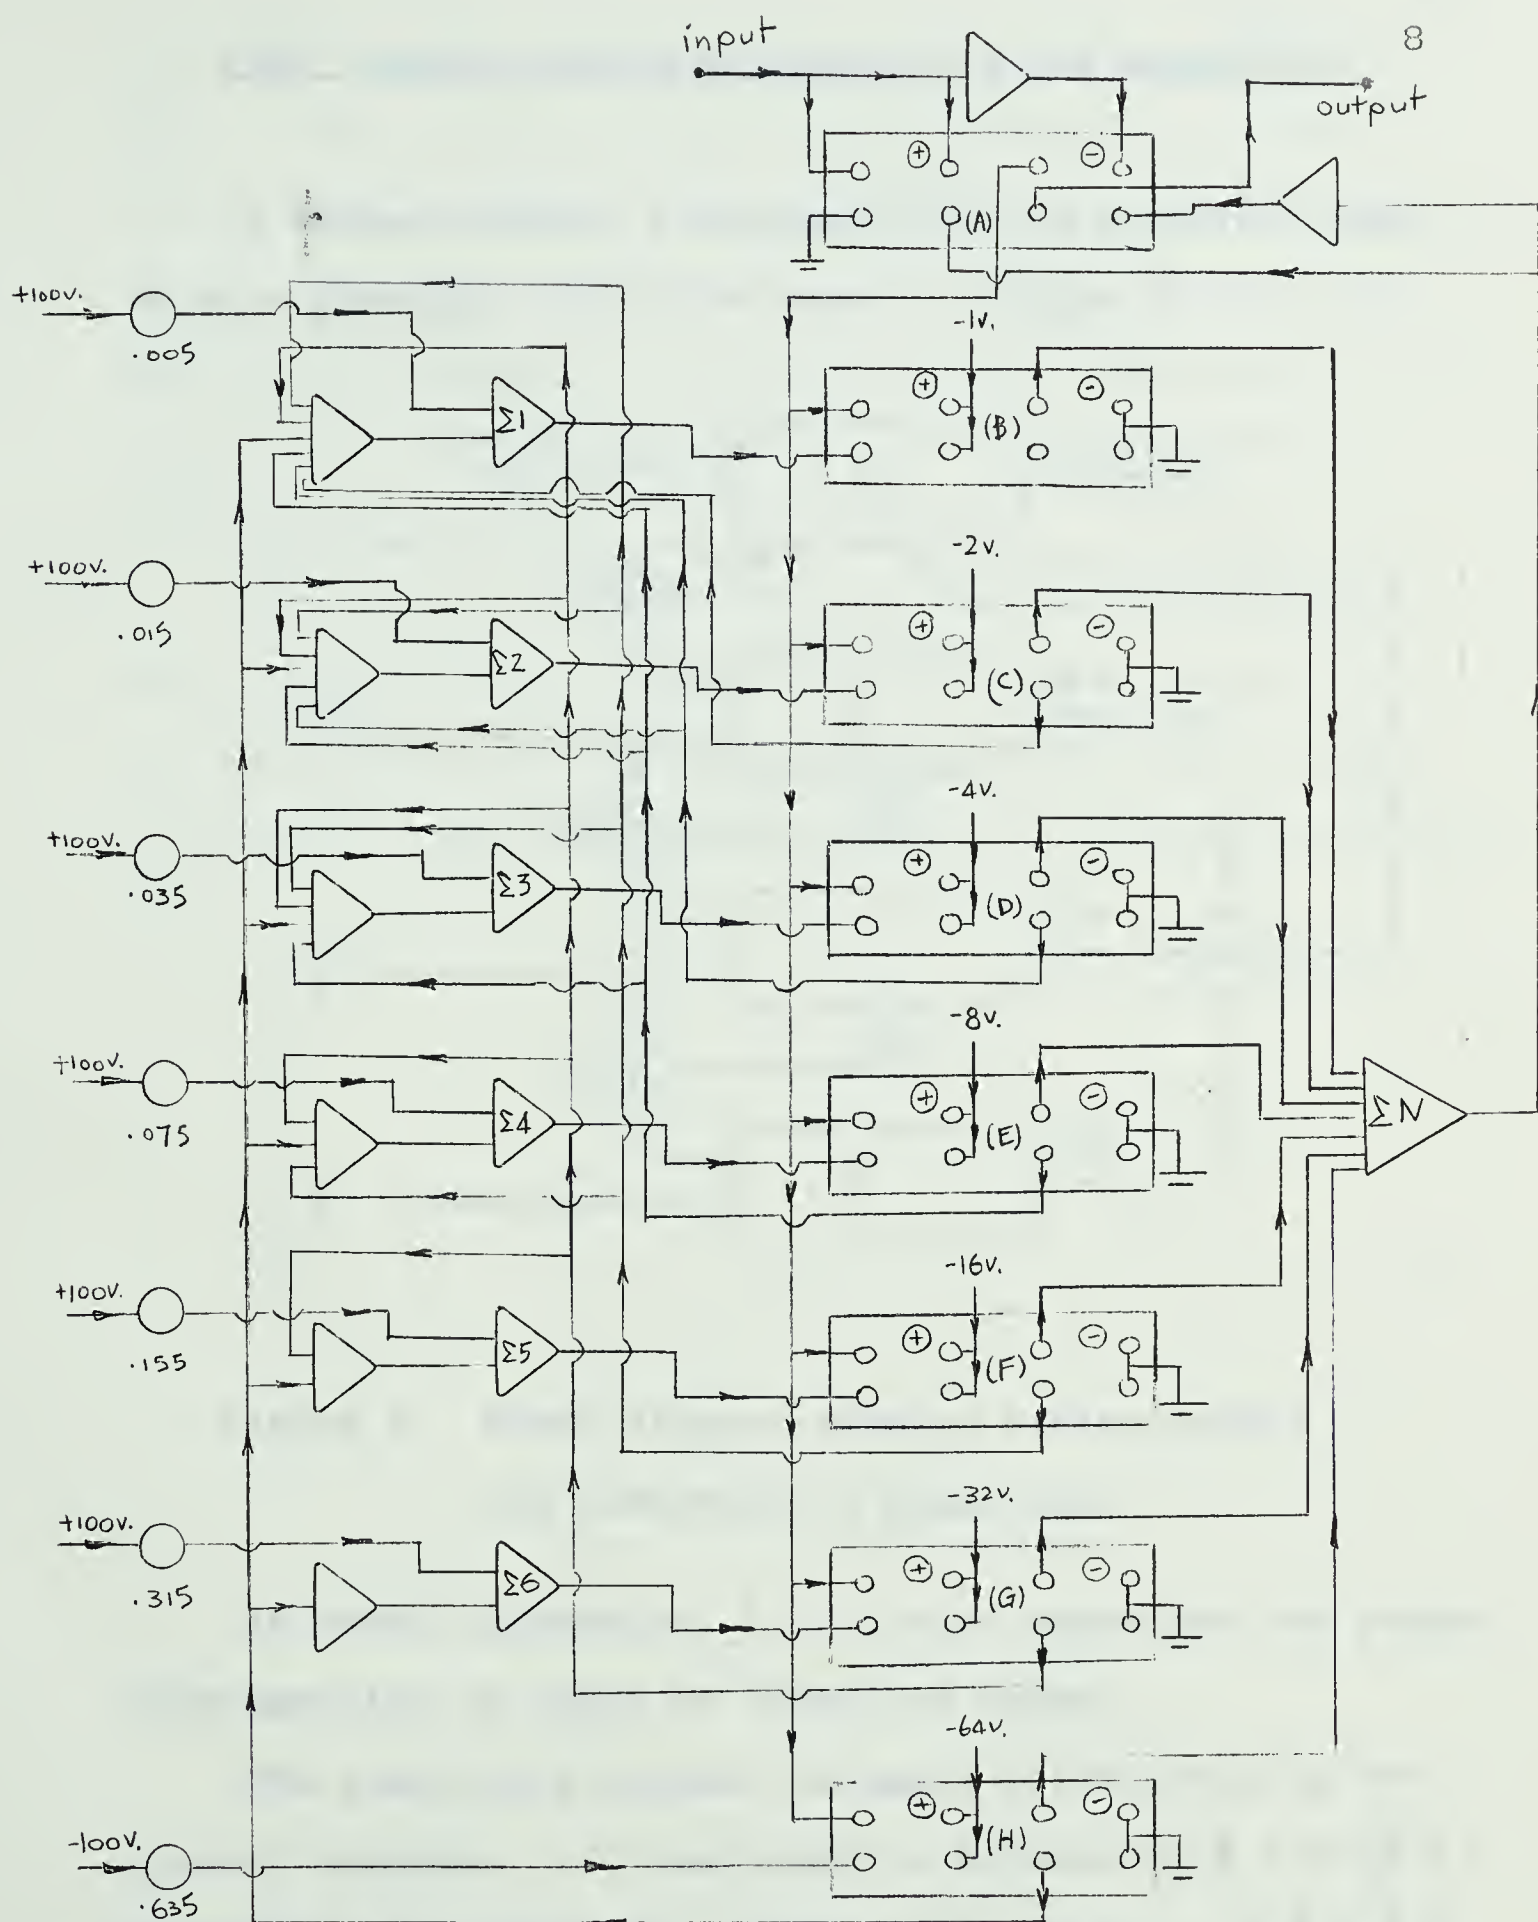 8
input
output
⊕
⊖
(A)
+100v.
.005
-1v.
⊕
⊖
(B)
Σ1
+100v.
.015
-2v.
⊕
⊖
(C)
Σ2
+100v.
.035
-4v.
⊕
⊖
(D)
Σ3
+100v.
.075
-8v.
⊕
⊖
(E)
Σ4
ΣN
+100v.
.155
-16v.
⊕
⊖
(F)
Σ5
+100v.
.315
-32v.
⊕
⊖
(G)
Σ6
-64v.
⊕
⊖
(H)
-100v.
.635